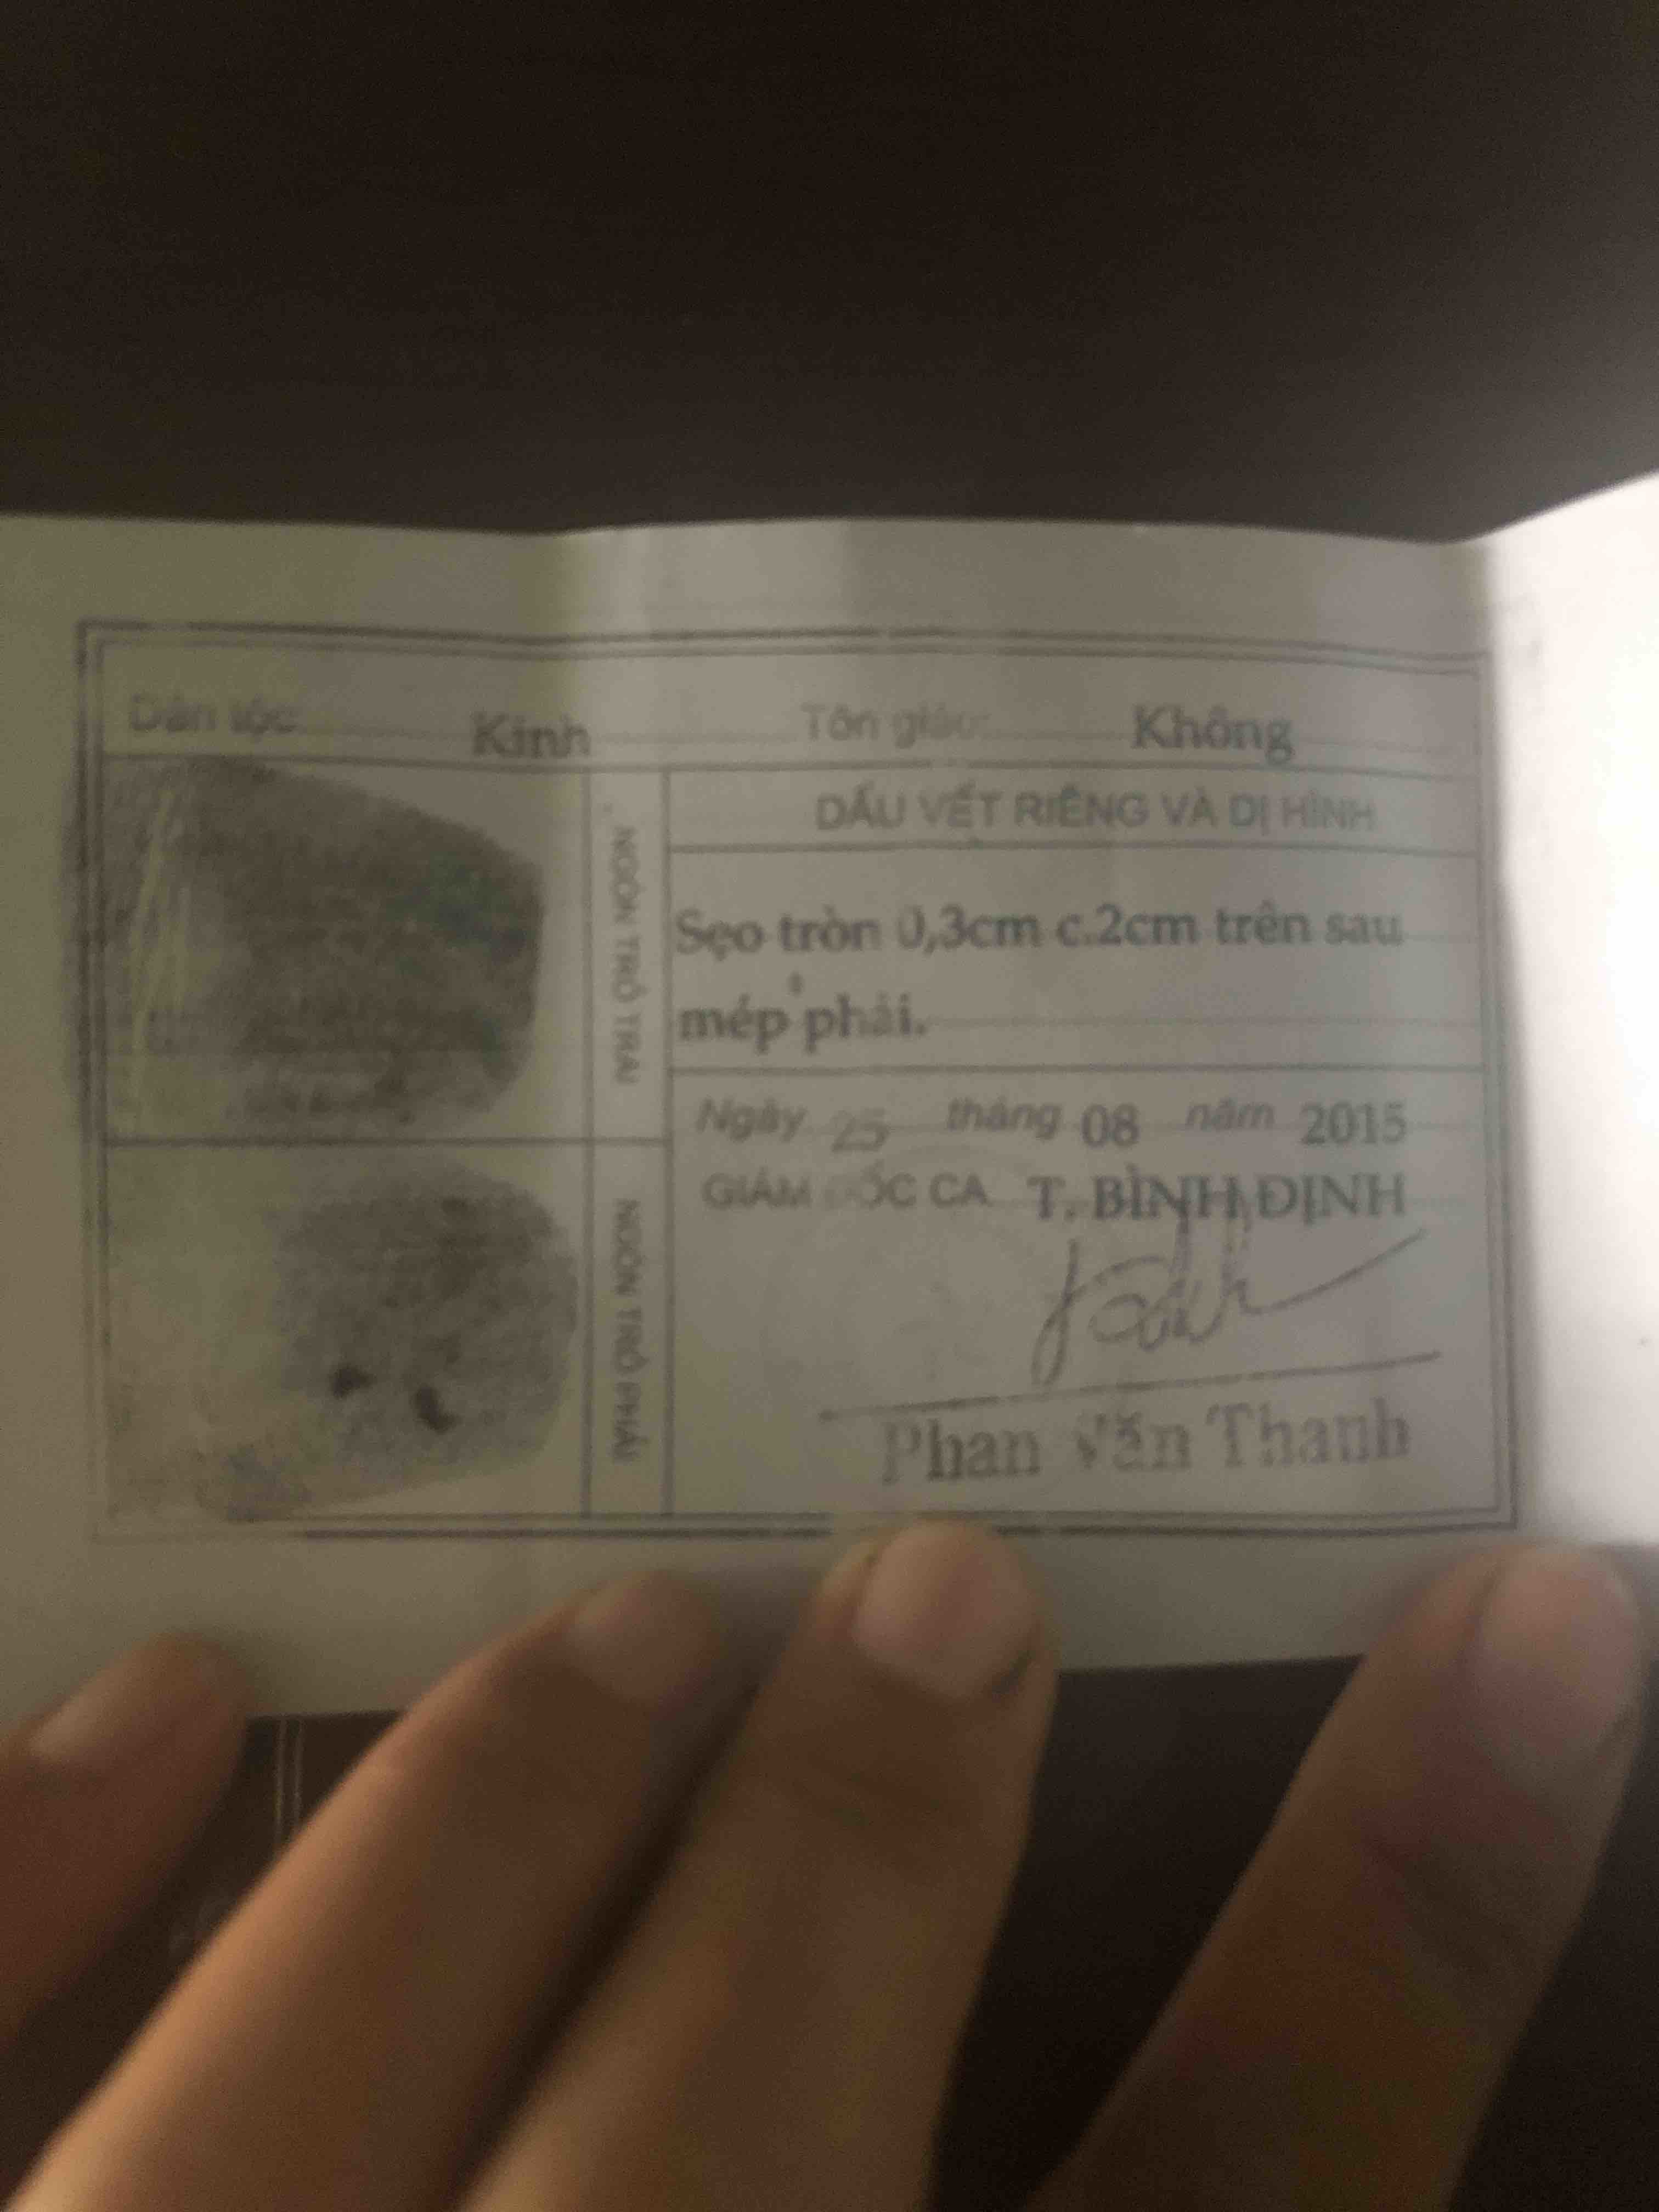 Dân tộc: Kinh Tôn giáo: Không
DẤU VẾT RIÊNG VÀ DỊ HÌNH
Sẹo tròn 0,3cm c.2cm trên sau
mép phải.
Ngày 25 tháng 08 năm 2015
GIÁM ĐỐC CA T. BÌNH ĐỊNH
Phan Văn Thanh
NGÓN TRỎ TRÁI
NGÓN TRỎ PHẢI